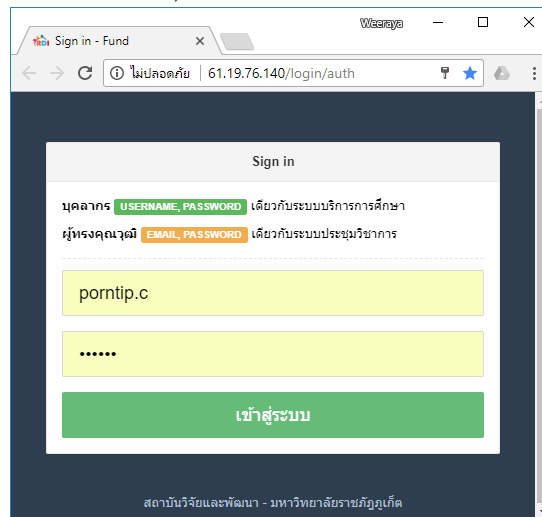 Weeraya
RDI Sign in - Fund
ไม่ปลอดภัย | 61.19.76.140/login/auth
Sign in
บุคลากร USERNAME, PASSWORD เดียวกับระบบบริการการศึกษา
ผู้ทรงคุณวุฒิ EMAIL, PASSWORD เดียวกับระบบประชุมวิชาการ
porntip.c
••••••
เข้าสู่ระบบ
สถาบันวิจัยและพัฒนา - มหาวิทยาลัยราชภัฏภูเก็ต